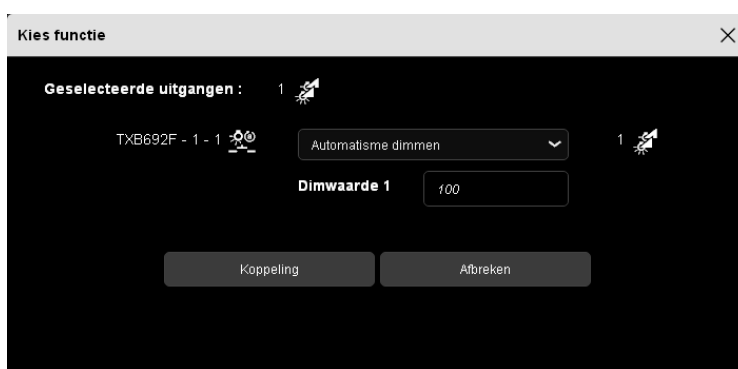 Kies functie
Geselecteerde uitgangen : 1
TXB692F - 1 - 1 Automatisme dimmen 1
Dimwaarde 1 100
Koppeling Afbreken